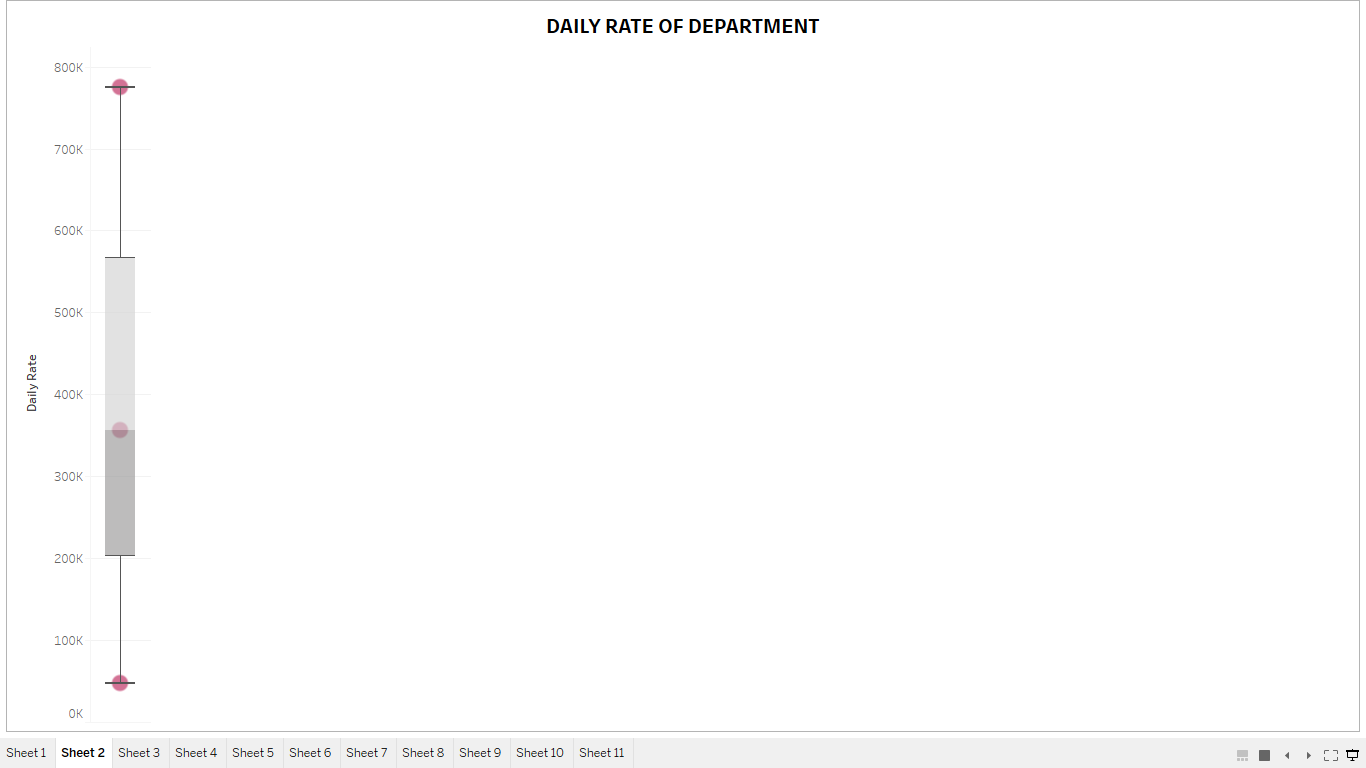 DAILY RATE OF DEPARTMENT
800K
700K
600K
500K
400K
300K
200K
100K
0K
Daily Rate
Sheet 1 Sheet 2 Sheet 3 Sheet 4 Sheet 5 Sheet 6 Sheet 7 Sheet 8 Sheet 9 Sheet 10 Sheet 11